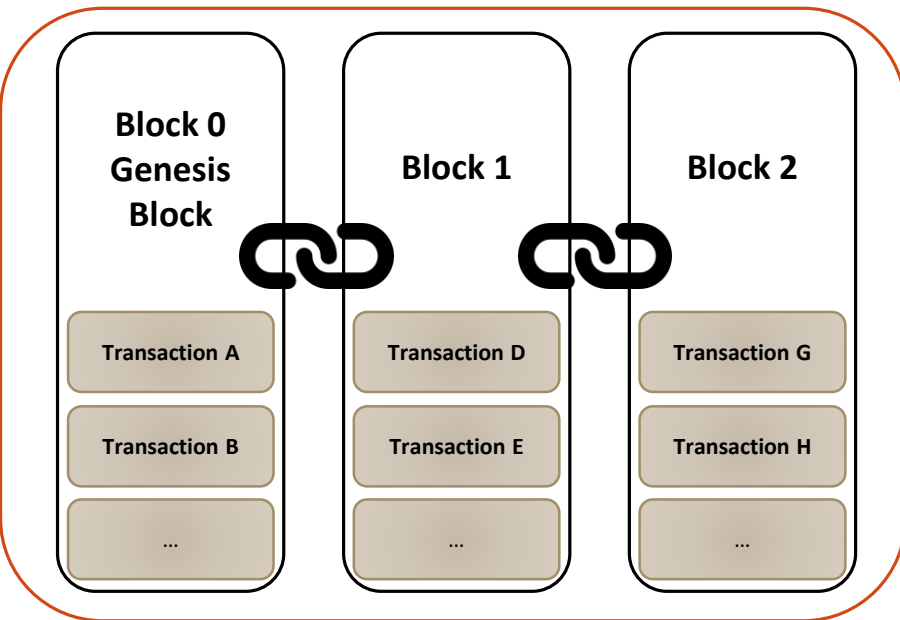 Block 0
Genesis
Block
Transaction A
Transaction B
...
Block 1
Transaction D
Transaction E
...
Block 2
Transaction G
Transaction H
...